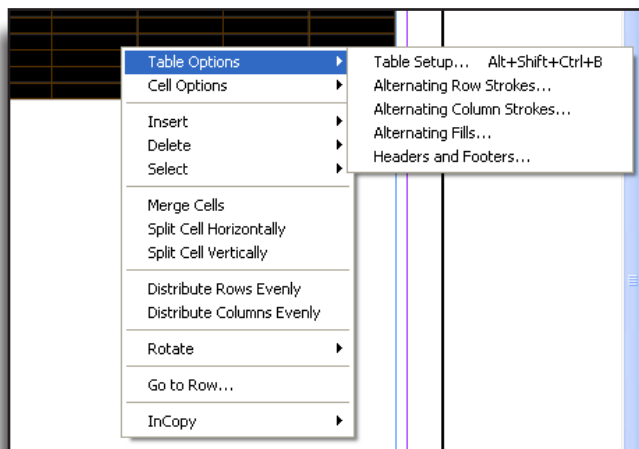 Table Options
Cell Options
Insert
Delete
Select
Merge Cells
Split Cell Horizontally
Split Cell Vertically
Distribute Rows Evenly
Distribute Columns Evenly
Rotate
Go to Row...
InCopy
Table Setup... Alt+Shift+Ctrl+B
Alternating Row Strokes...
Alternating Column Strokes...
Alternating Fills...
Headers and Footers...